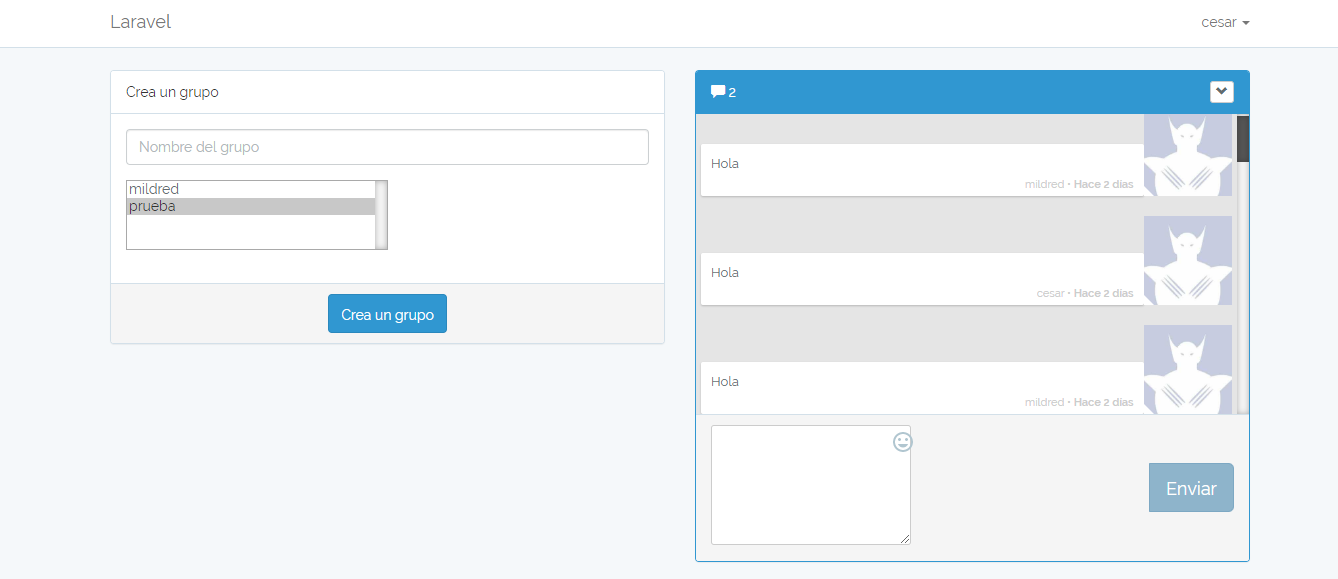 Laravel
cesar
Crea un grupo
Nombre del grupo
mildred
prueba
Crea un grupo
2
Hola
mildred • Hace 2 dias
Hola
cesar • Hace 2 dias
Hola
mildred • Hace 2 dias
Enviar